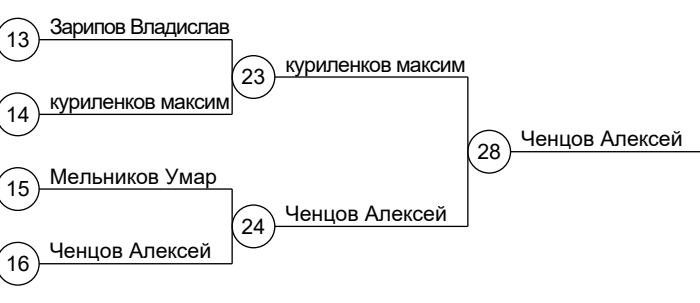 13 Зарипов Владислав
23 куриленков максим
14 куриленков максим
28 Ченцов Алексей
15 Мельников Умар
24 Ченцов Алексей
16 Ченцов Алексей